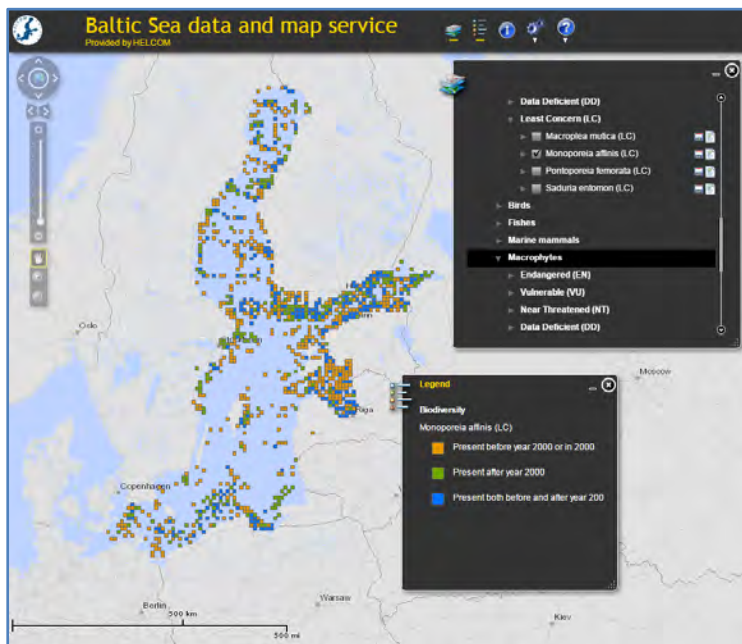 Baltic Sea data and map service
Provided by HELCOM
Data Deficient (DD)
Least Concern (LC)
Macroplea mutica (LC)
Monoporeia affinis (LC)
Pontoporeia femorata (LC)
Saduria entomon (LC)
Birds
Fishes
Marine mammals
Macrophytes
Endangered (EN)
Vulnerable (VU)
Near Threatened (NT)
Data Deficient (DD)
Oslo
Moscow
Riga
Legend
Biodiversity
Monoporeia affinis (LC)
Present before year 2000 or in 2000
Present after year 2000
Present both before and after year 200
Copenhagen
Berlin
Warsaw
Kiev
500 km
500 mi